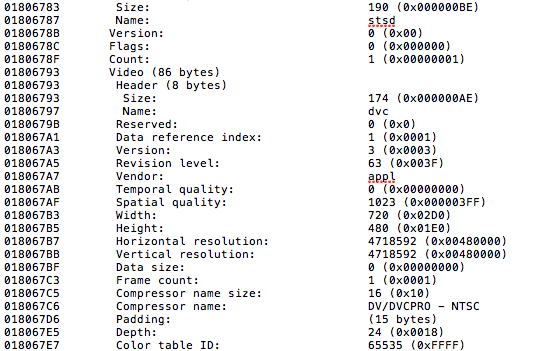 01806783 Size: 190 (0x000000BE)
01806787 Name: stsd
0180678B Version: 0 (0x00)
0180678C Flags: 0 (0x000000)
0180678F Count: 1 (0x00000001)
01806793 Video (86 bytes)
01806793 Header (8 bytes)
01806793 Size: 174 (0x000000AE)
01806797 Name: dvc
0180679B Reserved: 0 (0x0)
018067A1 Data reference index: 1 (0x0001)
018067A3 Version: 3 (0x0003)
018067A5 Revision level: 63 (0x003F)
018067A7 Vendor: appl
018067AB Temporal quality: 0 (0x00000000)
018067AF Spatial quality: 1023 (0x000003FF)
018067B3 Width: 720 (0x02D0)
018067B5 Height: 480 (0x01E0)
018067B7 Horizontal resolution: 4718592 (0x00480000)
018067BB Vertical resolution: 4718592 (0x00480000)
018067BF Data size: 0 (0x00000000)
018067C3 Frame count: 1 (0x0001)
018067C5 Compressor name size: 16 (0x10)
018067C6 Compressor name: DV/DVCPRO - NTSC
018067D6 Padding: (15 bytes)
018067E5 Depth: 24 (0x0018)
018067E7 Color table ID: 65535 (0xFFFF)